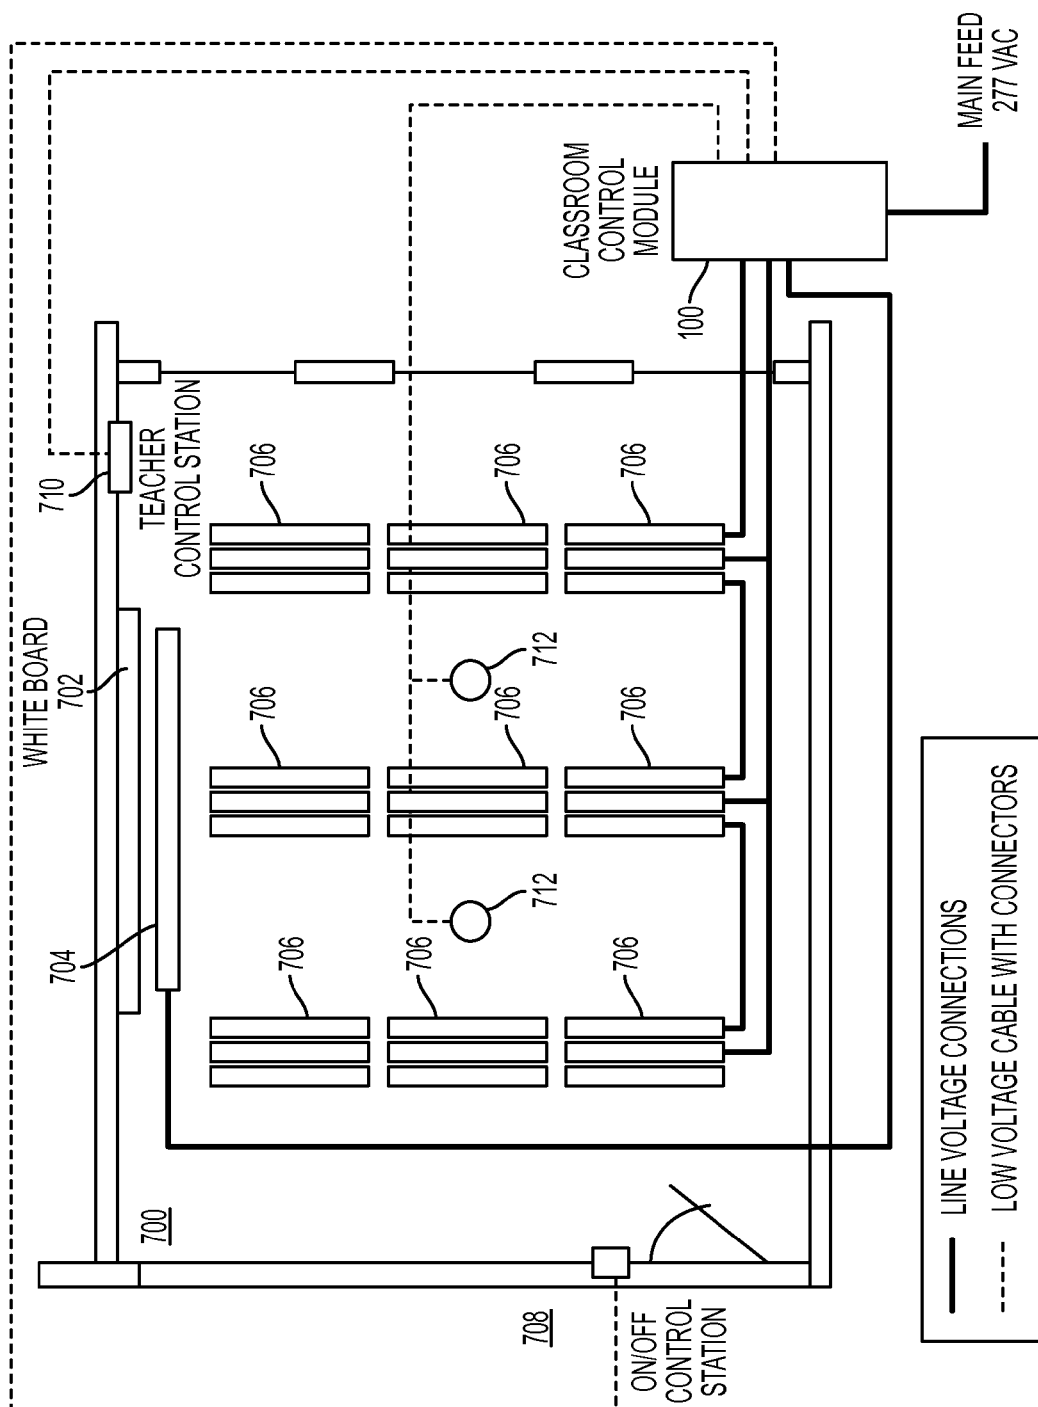 WHITE BOARD
702
704
710
TEACHER
CONTROL STATION
700
706
706
706
706
706
706
712
712
706
706
706
708
ON/OFF
CONTROL
STATION
CLASSROOM
CONTROL
MODULE
100
MAIN FEED
277 VAC
LINE VOLTAGE CONNECTIONS
LOW VOLTAGE CABLE WITH CONNECTORS